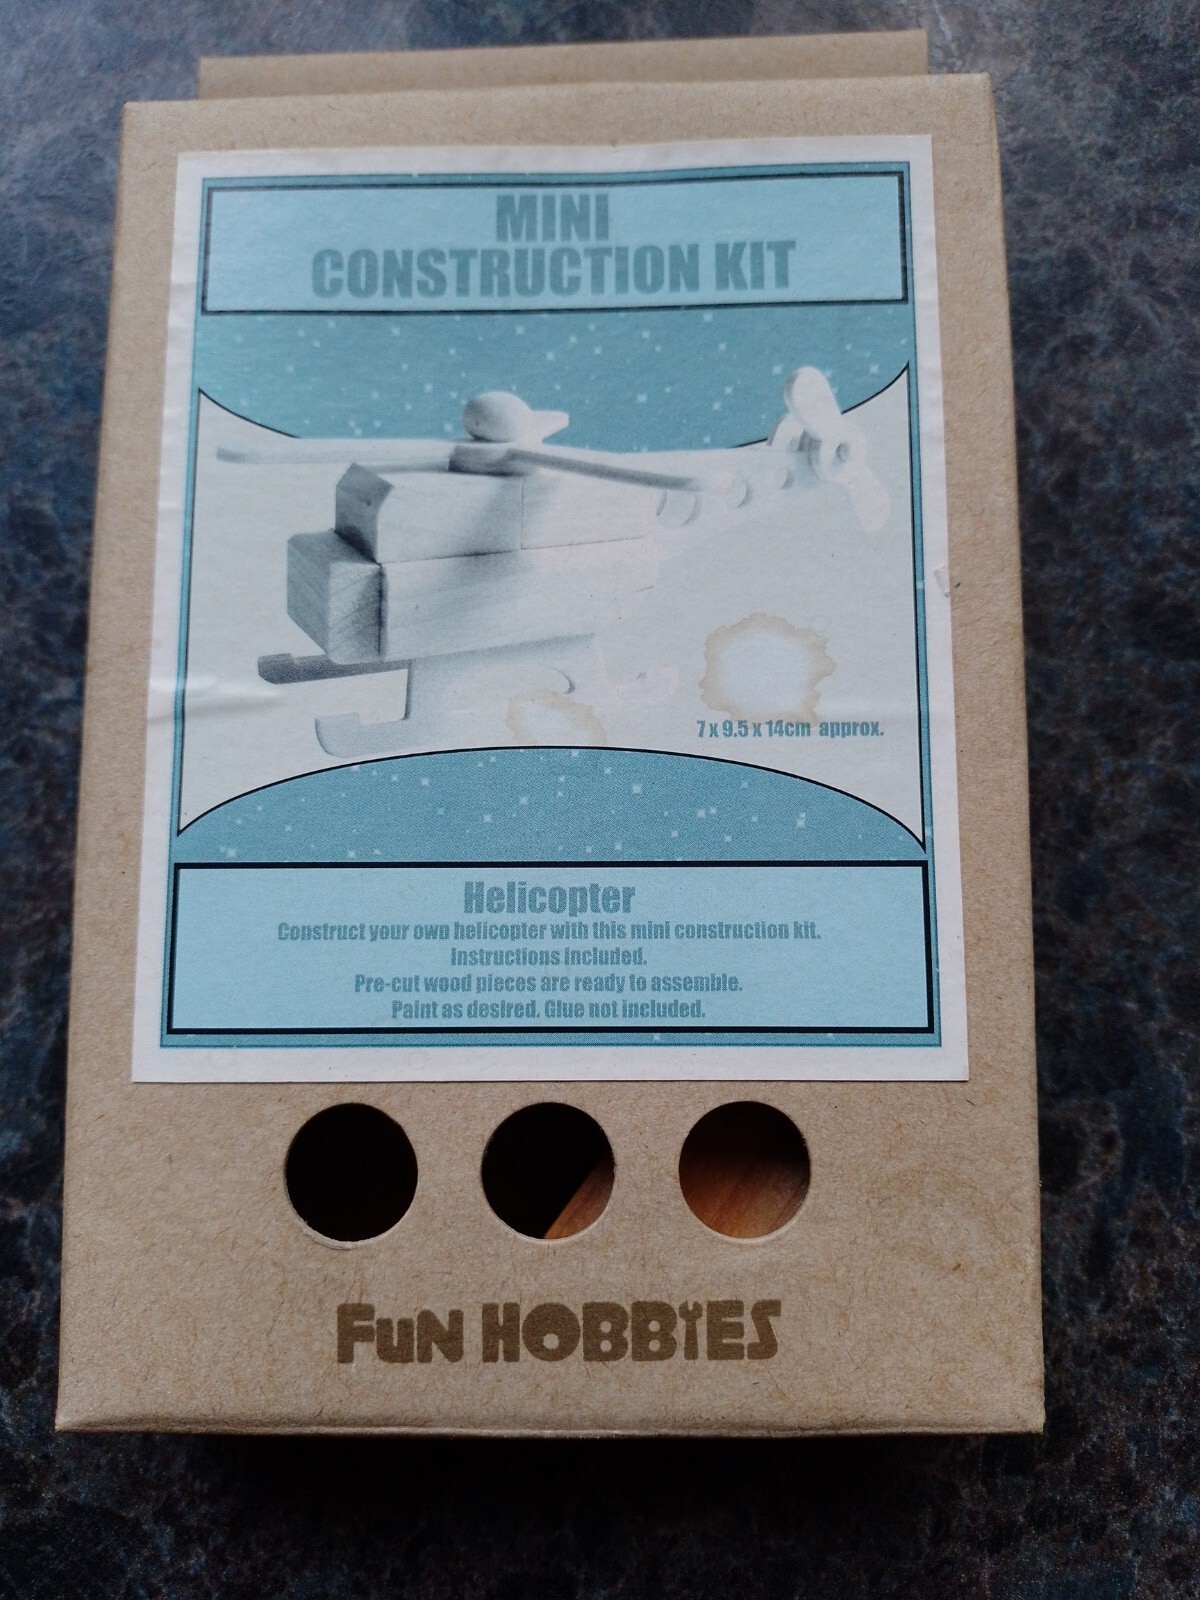 MINI
CONSTRUCTION KIT
7 x 9.5 x 14cm approx.
Helicopter
Construct your own helicopter with this mini construction kit.
Instructions included.
Pre-cut wood pieces are ready to assemble.
Paint as desired. Glue not included.
FuN HOBBiES